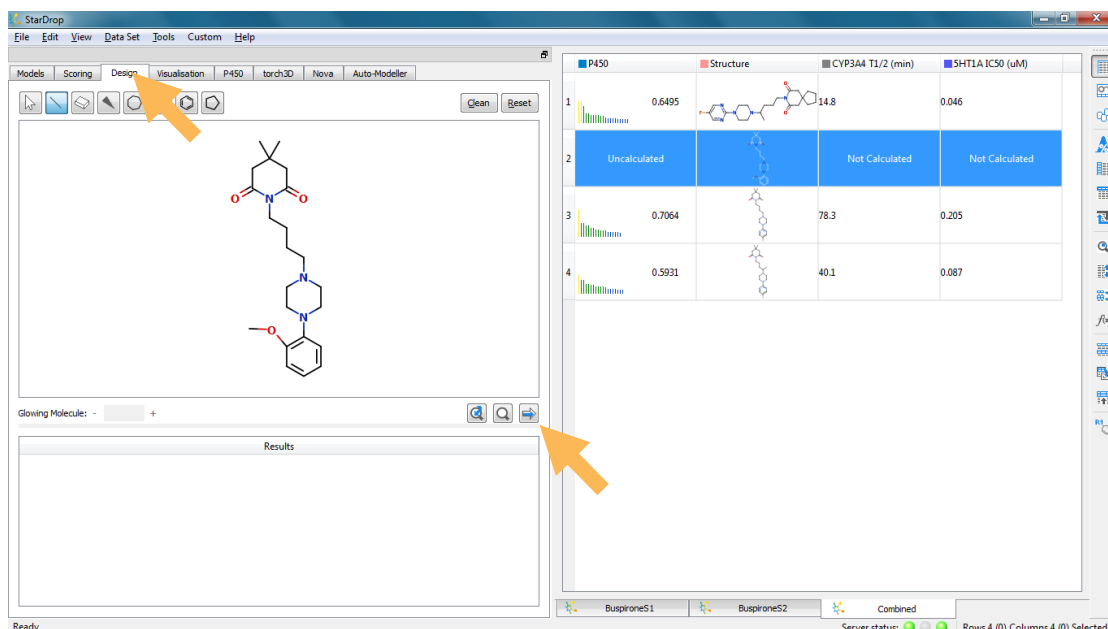 StarDrop
File Edit View Data Set Tools Custom Help
Models Scoring Design Visualisation P450 torch3D Nova Auto-Modeller
Clean Reset
O N O
N
N
O
Glowing Molecule: - +
Results
P450 Structure CYP3A4 T1/2 (min) 5HT1A IC50 (uM)
1 0.6495 14.8 0.046
2 Uncalculated Not Calculated Not Calculated
3 0.7064 78.3 0.205
4 0.5931 40.1 0.087
BuspironeS1 BuspironeS2 Combined
Ready Server status: Rows 4 (0) Columns 4 (0) Selected